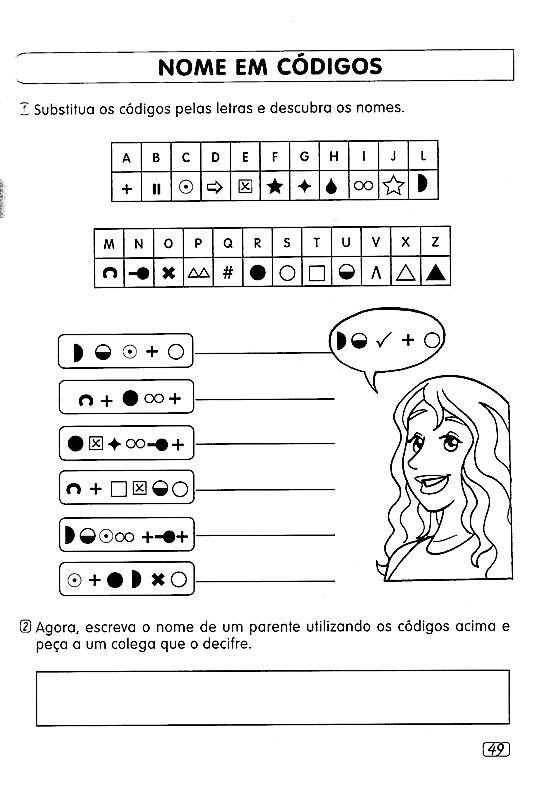 NOME EM CÓDIGOS
1 Substitua os códigos pelas letras e descubra os nomes.
A B C D E F G H I J L
M N O P Q R S T U V X Z
#
2 Agora, escreva o nome de um parente utilizando os códigos acima e
peça a um colega que o decifre.
49